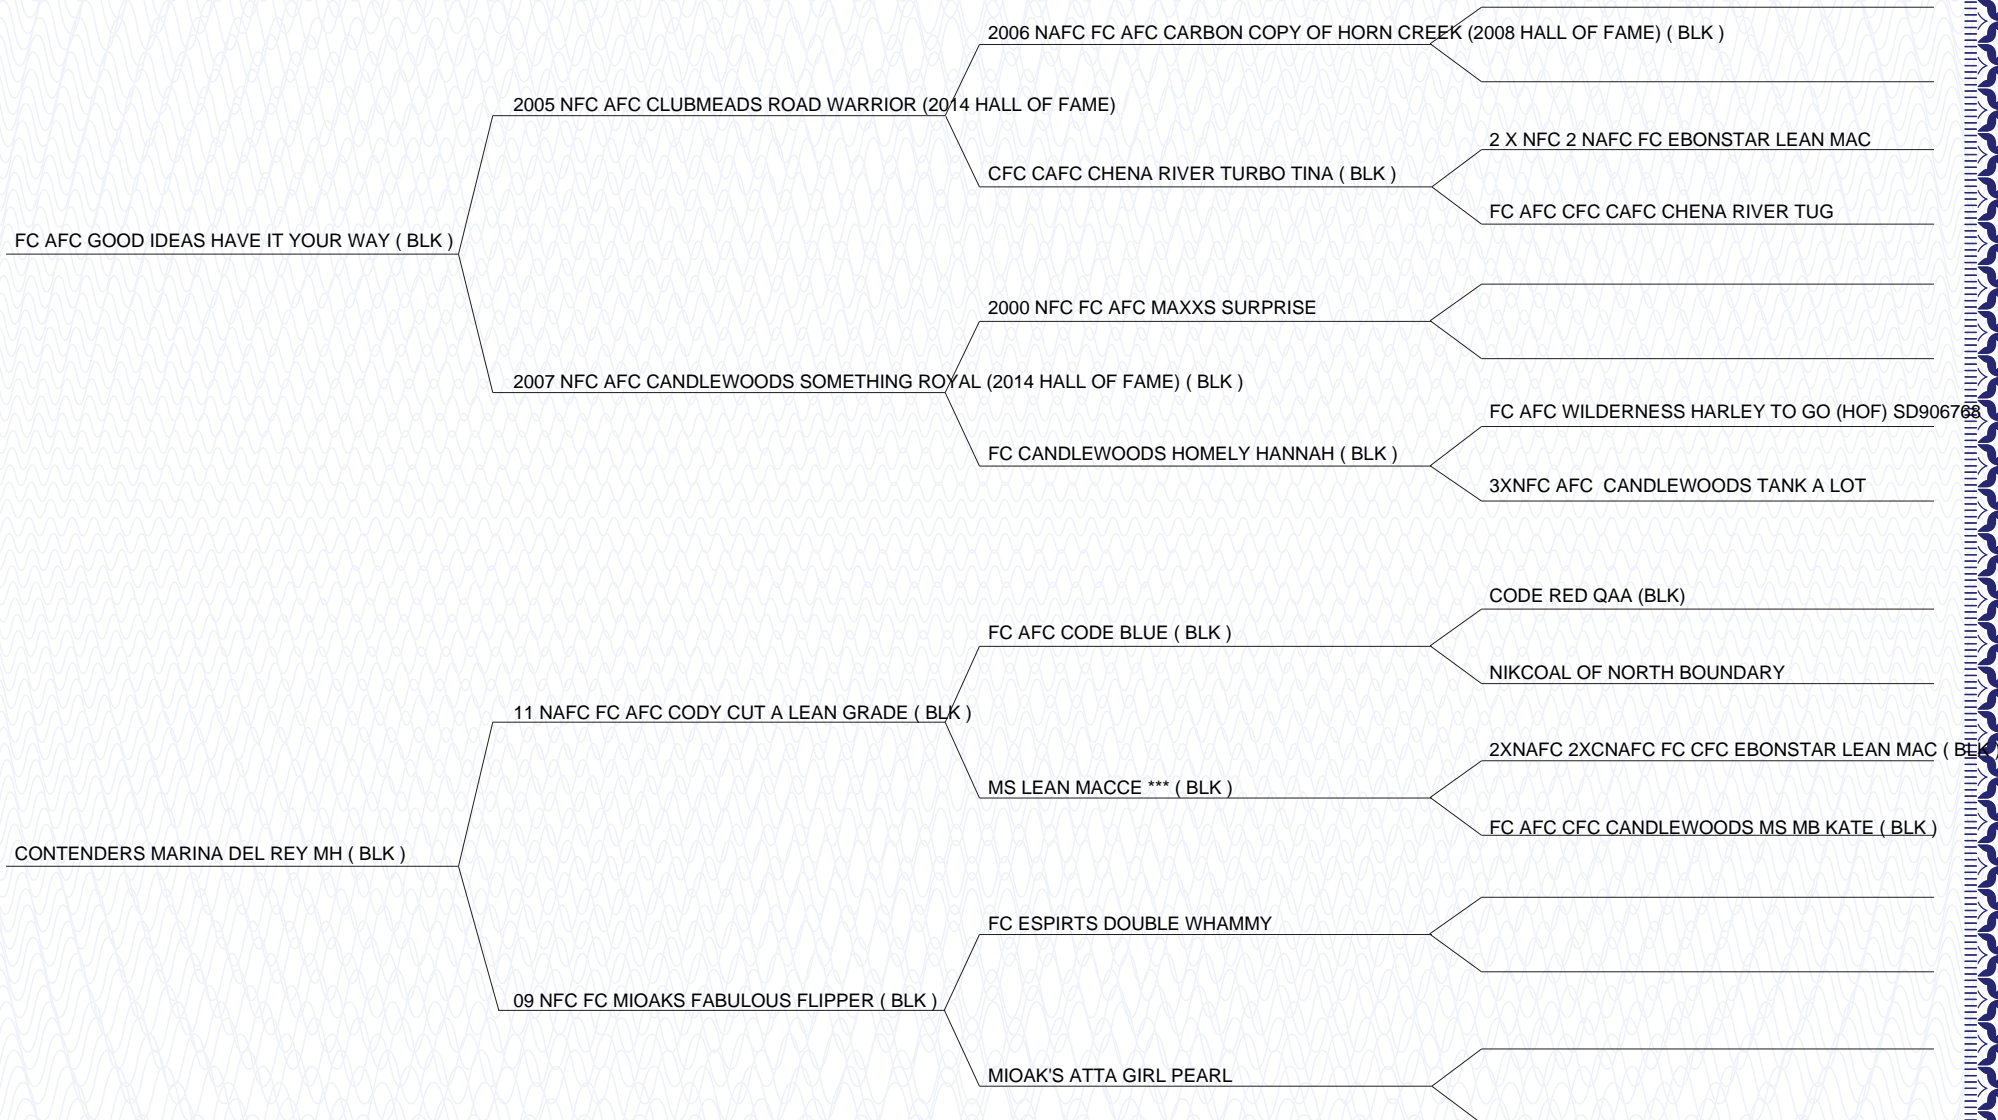 2006 NAFC FC AFC CARBON COPY OF HORN CREEK (2008 HALL OF FAME) ( BLK )
2005 NFC AFC CLUBMEADS ROAD WARRIOR (2014 HALL OF FAME)
2 X NFC 2 NAFC FC EBONSTAR LEAN MAC
CFC CAFC CHENA RIVER TURBO TINA ( BLK )
FC AFC CFC CAFC CHENA RIVER TUG
FC AFC GOOD IDEAS HAVE IT YOUR WAY ( BLK )
2000 NFC FC AFC MAXXS SURPRISE
2007 NFC AFC CANDLEWOODS SOMETHING ROYAL (2014 HALL OF FAME) ( BLK )
FC AFC WILDERNESS HARLEY TO GO (HOF) SD906768
FC CANDLEWOODS HOMELY HANNAH ( BLK )
3XNFC AFC  CANDLEWOODS TANK A LOT
CODE RED QAA (BLK)
FC AFC CODE BLUE ( BLK )
NIKCOAL OF NORTH BOUNDARY
11 NAFC FC AFC CODY CUT A LEAN GRADE ( BLK )
2XNAFC 2XCNAFC FC CFC EBONSTAR LEAN MAC ( BLK )
MS LEAN MACCE *** ( BLK )
FC AFC CFC CANDLEWOODS MS MB KATE ( BLK )
CONTENDERS MARINA DEL REY MH ( BLK )
FC ESPIRTS DOUBLE WHAMMY
09 NFC FC MIOAKS FABULOUS FLIPPER ( BLK )
MIOAK'S ATTA GIRL PEARL